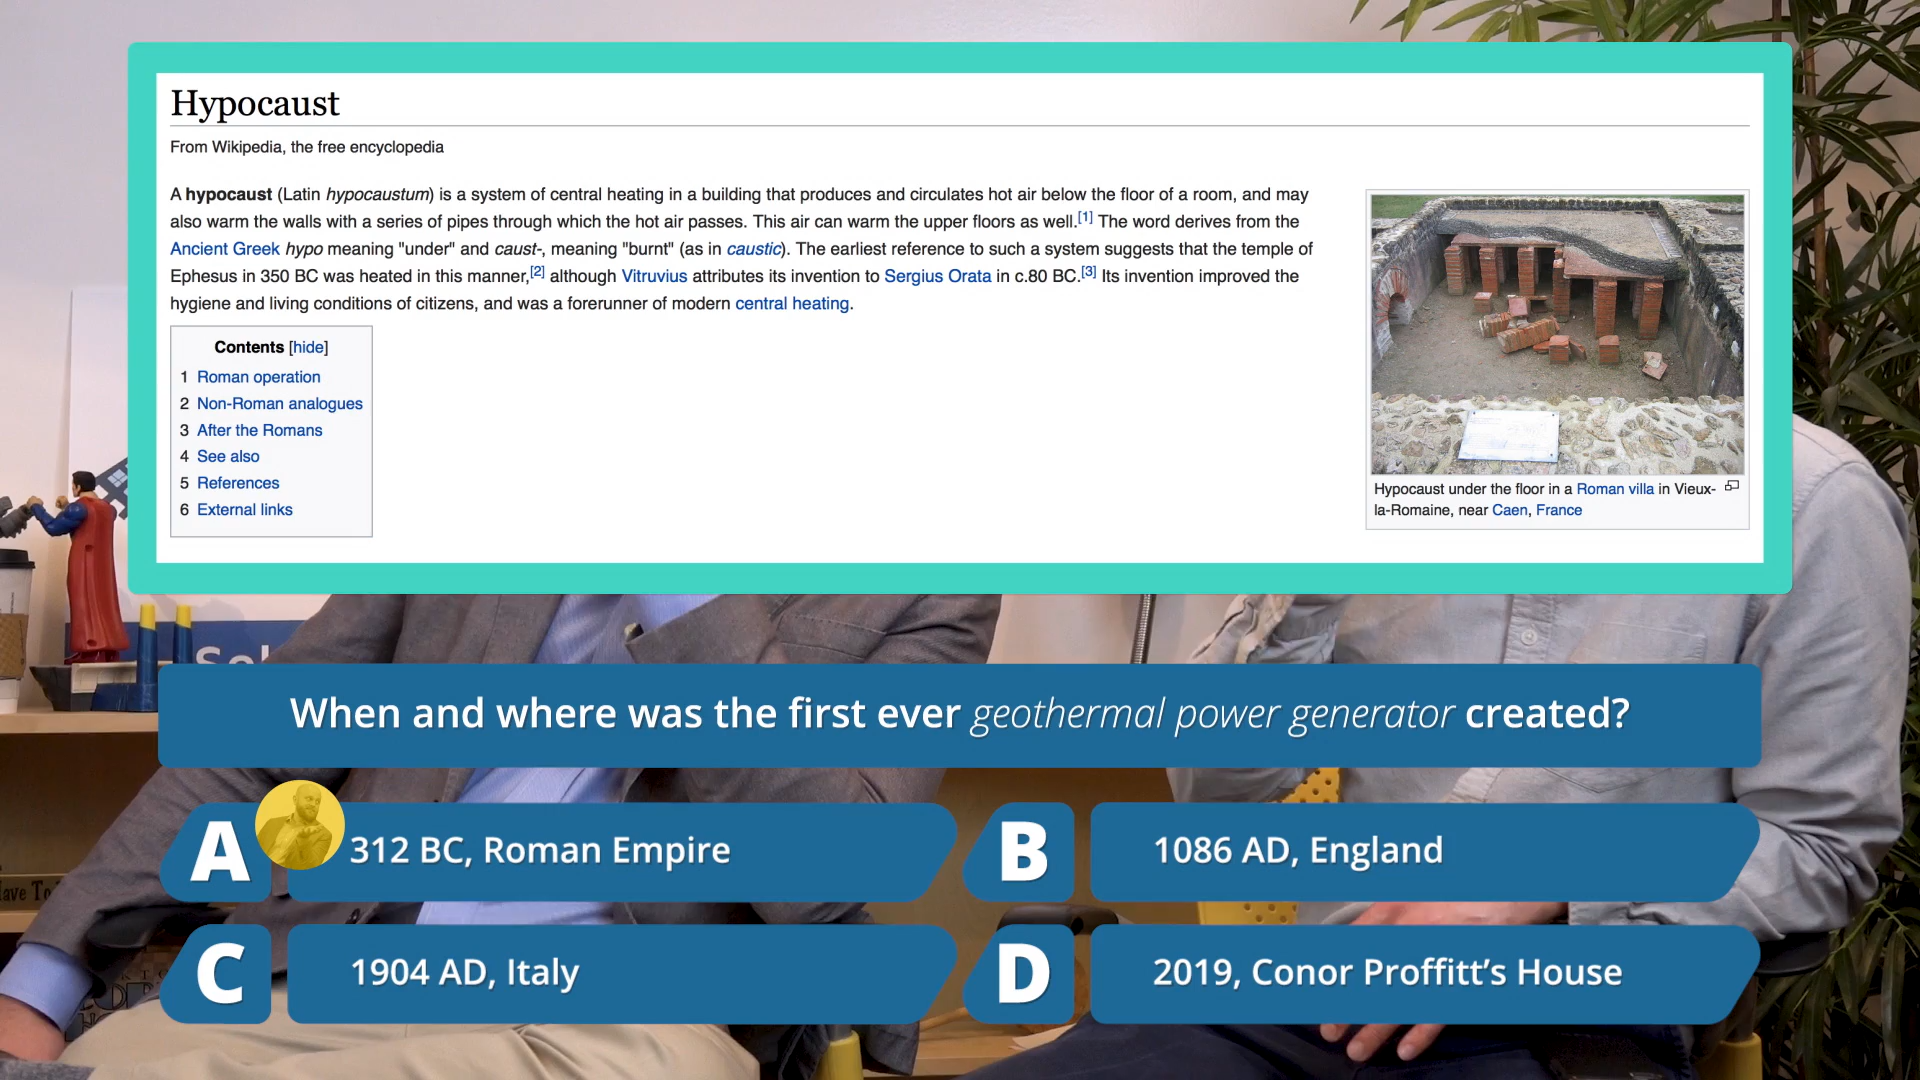 Hypocaust
From Wikipedia, the free encyclopedia
A hypocaust (Latin hypocaustum) is a system of central heating in a building that produces and circulates hot air below the floor of a room, and may
also warm the walls with a series of pipes through which the hot air passes. This air can warm the upper floors as well.[1] The word derives from the
Ancient Greek hypo meaning "under" and caust-, meaning "burnt" (as in caustic). The earliest reference to such a system suggests that the temple of
Ephesus in 350 BC was heated in this manner,[2] although Vitruvius attributes its invention to Sergius Orata in c.80 BC.[3] Its invention improved the
hygiene and living conditions of citizens, and was a forerunner of modern central heating.
Contents [hide]
1 Roman operation
2 Non-Roman analogues
3 After the Romans
4 See also
5 References
6 External links
Hypocaust under the floor in a Roman villa in Vieux-
la-Romaine, near Caen, France
When and where was the first ever geothermal power generator created?
A 312 BC, Roman Empire
B 1086 AD, England
C 1904 AD, Italy
D 2019, Conor Proffitt's House